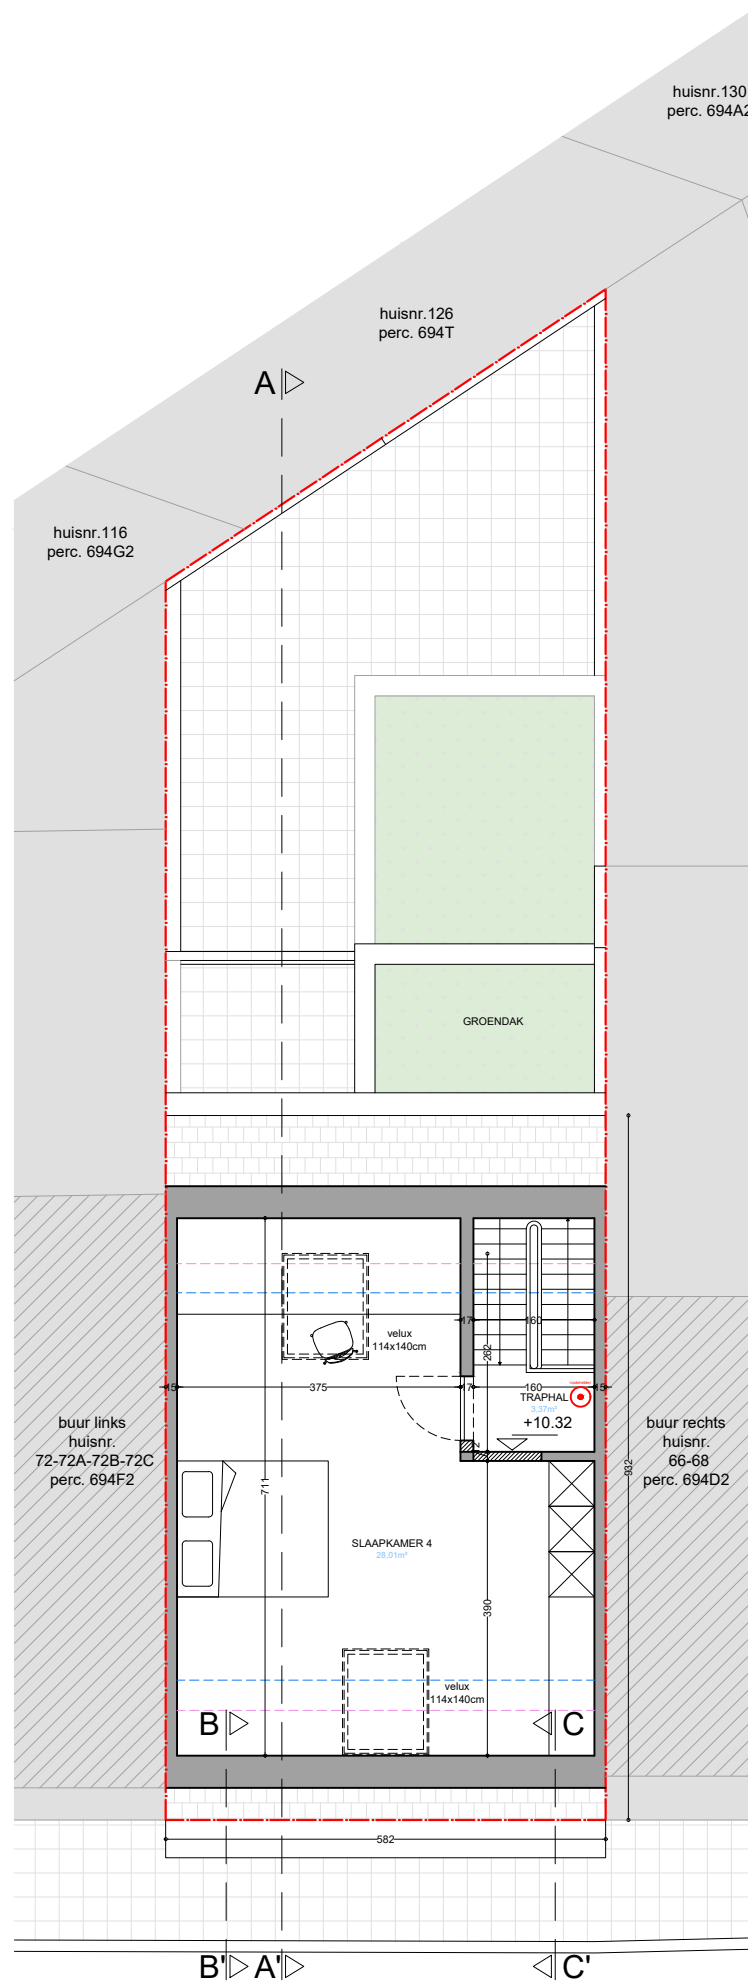 huisnr.130
perc. 694A2
huisnr.126
perc. 694T
A
huisnr.116
perc. 694G2
GROENDAK
velux
114x140cm
17
160
262
15
375
17
160
15
TRAPHAL
3,37m²
+10.32
buur links
huisnr.
72-72A-72B-72C
perc. 694F2
buur rechts
huisnr.
66-68
perc. 694D2
932
711
SLAAPKAMER 4
28,01m²
390
velux
114x140cm
B
C
582
B'
A'
C'